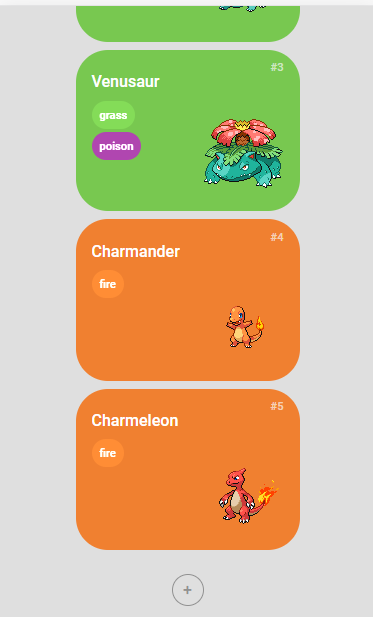 #3
Venusaur
grass
poison
#4
Charmander
fire
#5
Charmeleon
fire
+